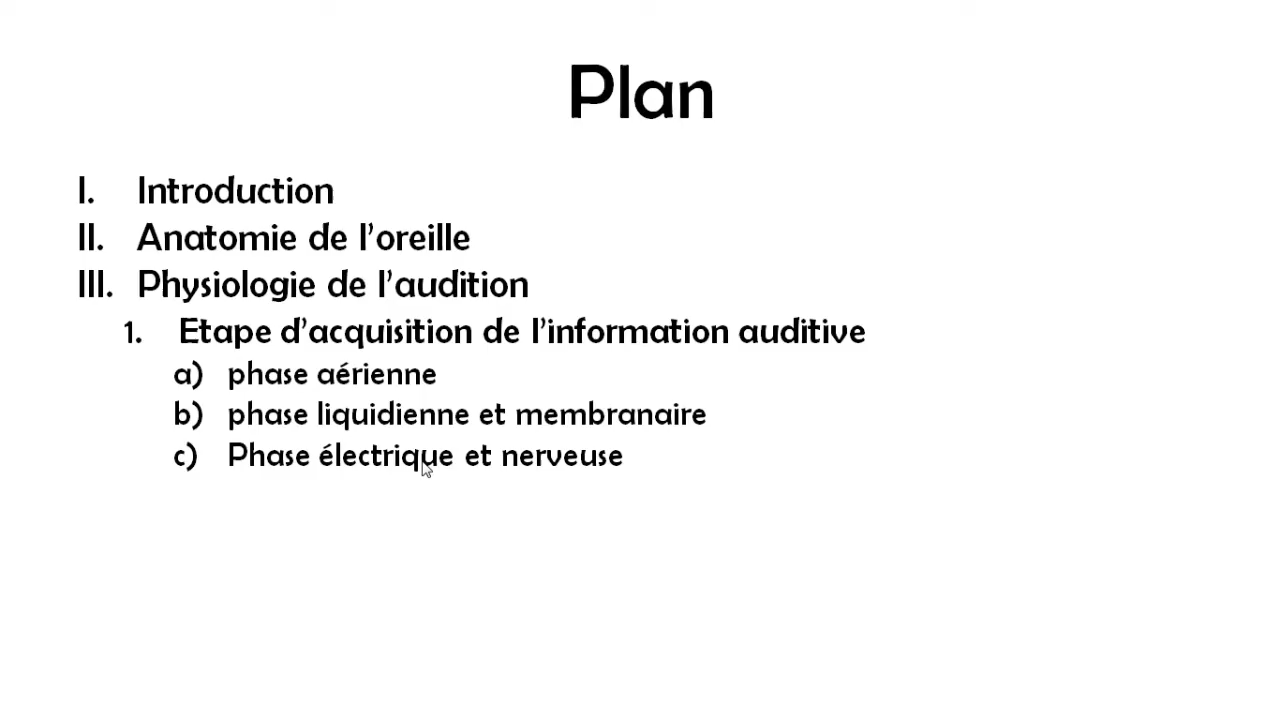 Plan
I. Introduction
II. Anatomie de l’oreille
III. Physiologie de l’audition
1. Etape d’acquisition de l’information auditive
a) phase aérienne
b) phase liquidienne et membranaire
c) Phase électrique et nerveuse